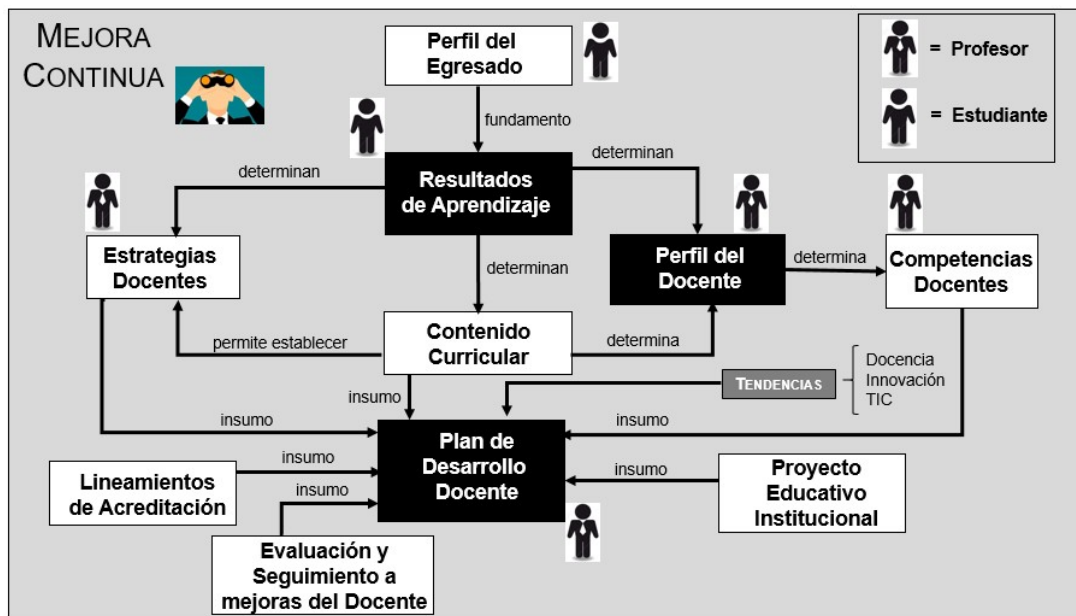 MEJORA
CONTINUA
Perfil del
Egresado
= Profesor
= Estudiante
fundamento
determinan
Resultados
de Aprendizaje
determinan
Estrategias
Docentes
determinan
Perfil del
Docente
determina
Competencias
Docentes
permite establecer
Contenido
Curricular
determina
TENDENCIAS
Docencia
Innovación
TIC
insumo
insumo
Plan de
Desarrollo
Docente
insumo
Lineamientos
de Acreditación
insumo
insumo
insumo
Proyecto
Educativo
Institucional
Evaluación y
Seguimiento a
mejoras del Docente